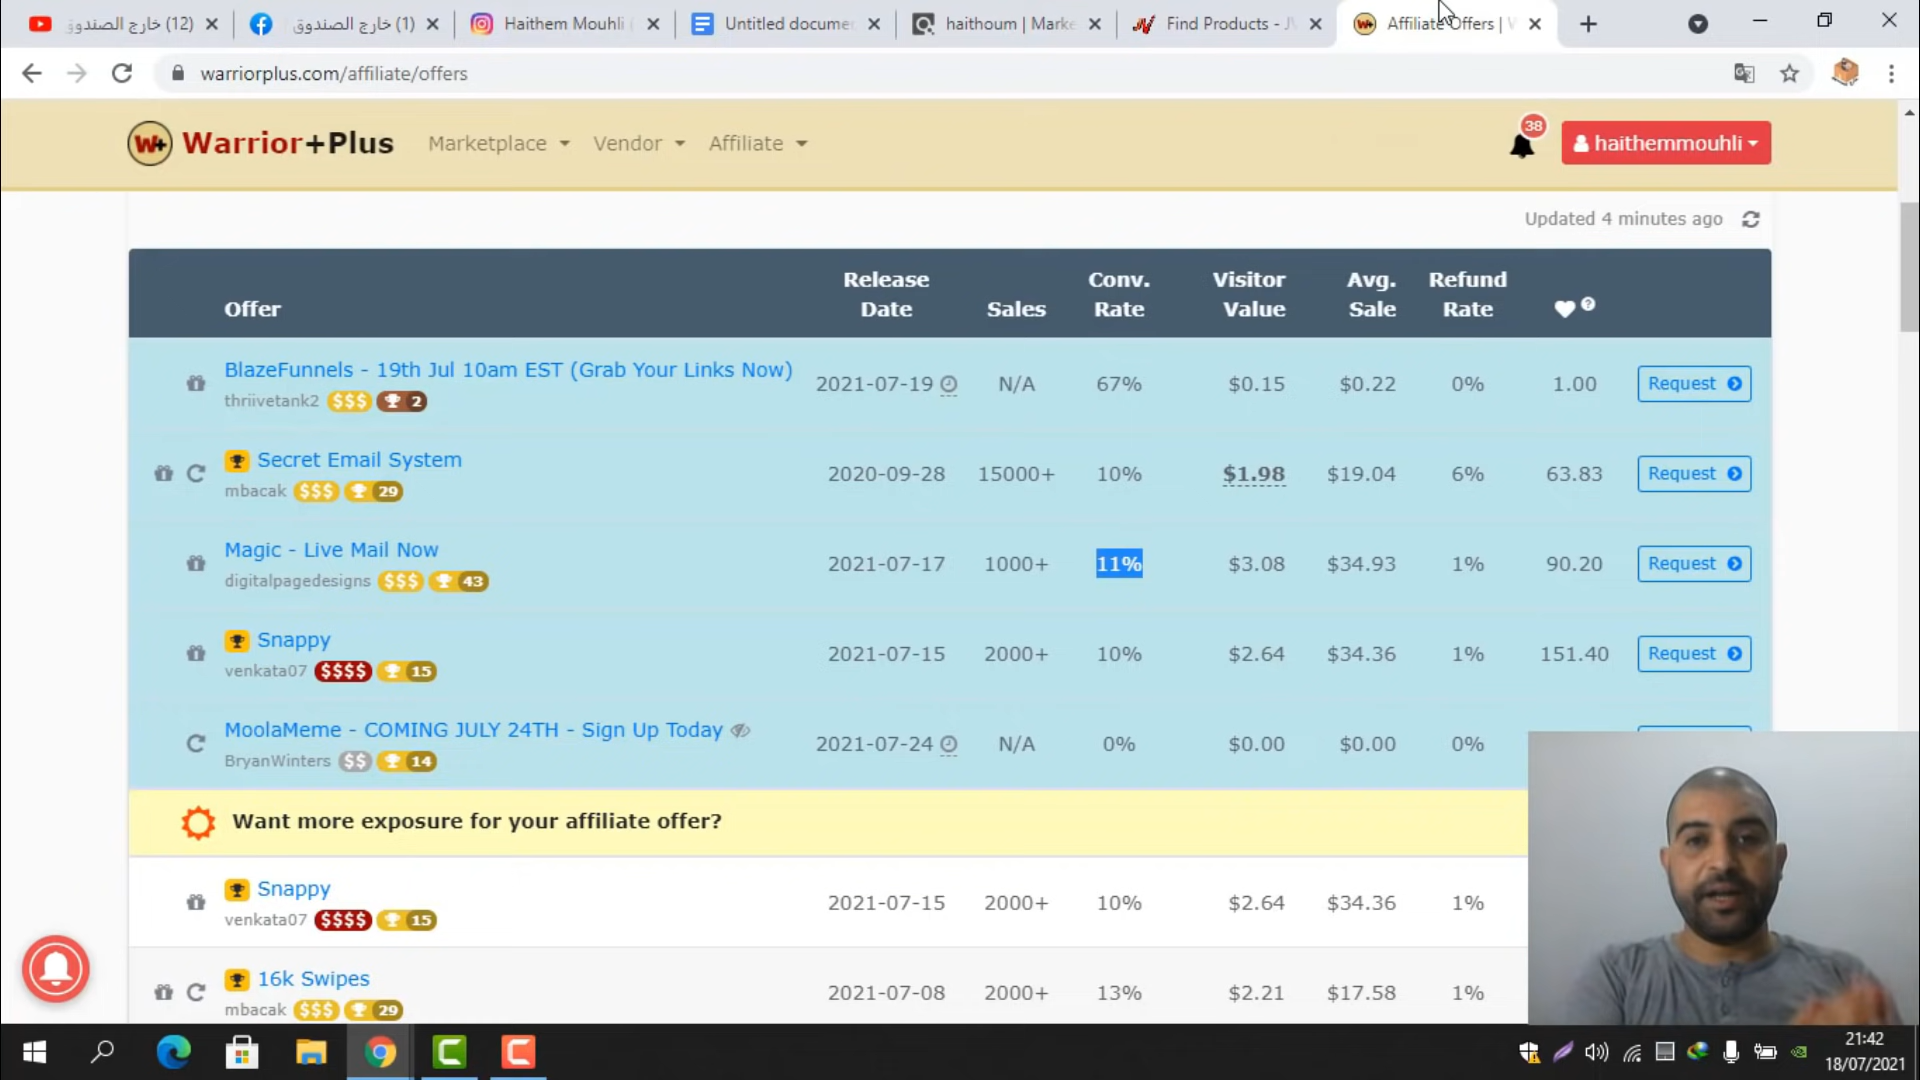 خارج الصندوق (12)
خارج الصندوق (1)
Haithem Mouhli (
Untitled docume
haithoum | Marke
Find Products - J
Affiliate Offers |
warriorplus.com/affiliate/offers
W+ Warrior+Plus Marketplace Vendor Affiliate 38 haithemmouhli
Updated 4 minutes ago
Offer Release Date Sales Conv. Rate Visitor Value Avg. Sale Refund Rate
BlazeFunnels - 19th Jul 10am EST (Grab Your Links Now) 2021-07-19 N/A 67% $0.15 $0.22 0% 1.00 Request
thriivetank2 $$$ 2
Secret Email System 2020-09-28 15000+ 10% $1.98 $19.04 6% 63.83 Request
mbacak $$$ 29
Magic - Live Mail Now 2021-07-17 1000+ 11% $3.08 $34.93 1% 90.20 Request
digitalpagedesigns $$$ 43
Snappy 2021-07-15 2000+ 10% $2.64 $34.36 1% 151.40 Request
venkata07 $$$$ 15
MoolaMeme - COMING JULY 24TH - Sign Up Today 2021-07-24 N/A 0% $0.00 $0.00 0%
BryanWinters $$ 14
Want more exposure for your affiliate offer?
Snappy 2021-07-15 2000+ 10% $2.64 $34.36 1%
venkata07 $$$$ 15
16k Swipes 2021-07-08 2000+ 13% $2.21 $17.58 1%
mbacak $$$ 29
21:42
18/07/2021